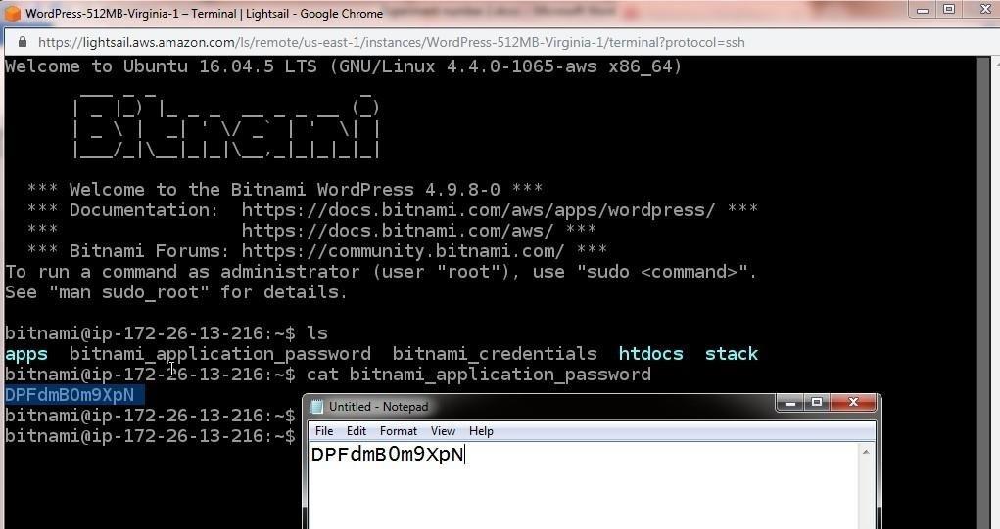 WordPress-512MB-Virginia-1 – Terminal | Lightsail - Google Chrome
https://lightsail.aws.amazon.com/ls/remote/us-east-1/instances/WordPress-512MB-Virginia-1/terminal?protocol=ssh
Welcome to Ubuntu 16.04.5 LTS (GNU/Linux 4.4.0-1065-aws x86_64)
Bitnami
*** Welcome to the Bitnami WordPress 4.9.8-0 ***
*** Documentation:  https://docs.bitnami.com/aws/apps/wordpress/ ***
***                 https://docs.bitnami.com/aws/ ***
*** Bitnami Forums: https://community.bitnami.com/ ***
To run a command as administrator (user "root"), use "sudo <command>".
See "man sudo_root" for details.
bitnami@ip-172-26-13-216:~$ ls
apps  bitnami_application_password  bitnami_credentials  htdocs  stack
bitnami@ip-172-26-13-216:~$ cat bitnami_application_password
DPFdmBOm9XpN
bitnami@ip-172-26-13-216:~$
bitnami@ip-172-26-13-216:~$
Untitled - Notepad
File Edit Format View Help
DPFdmBOm9XpN